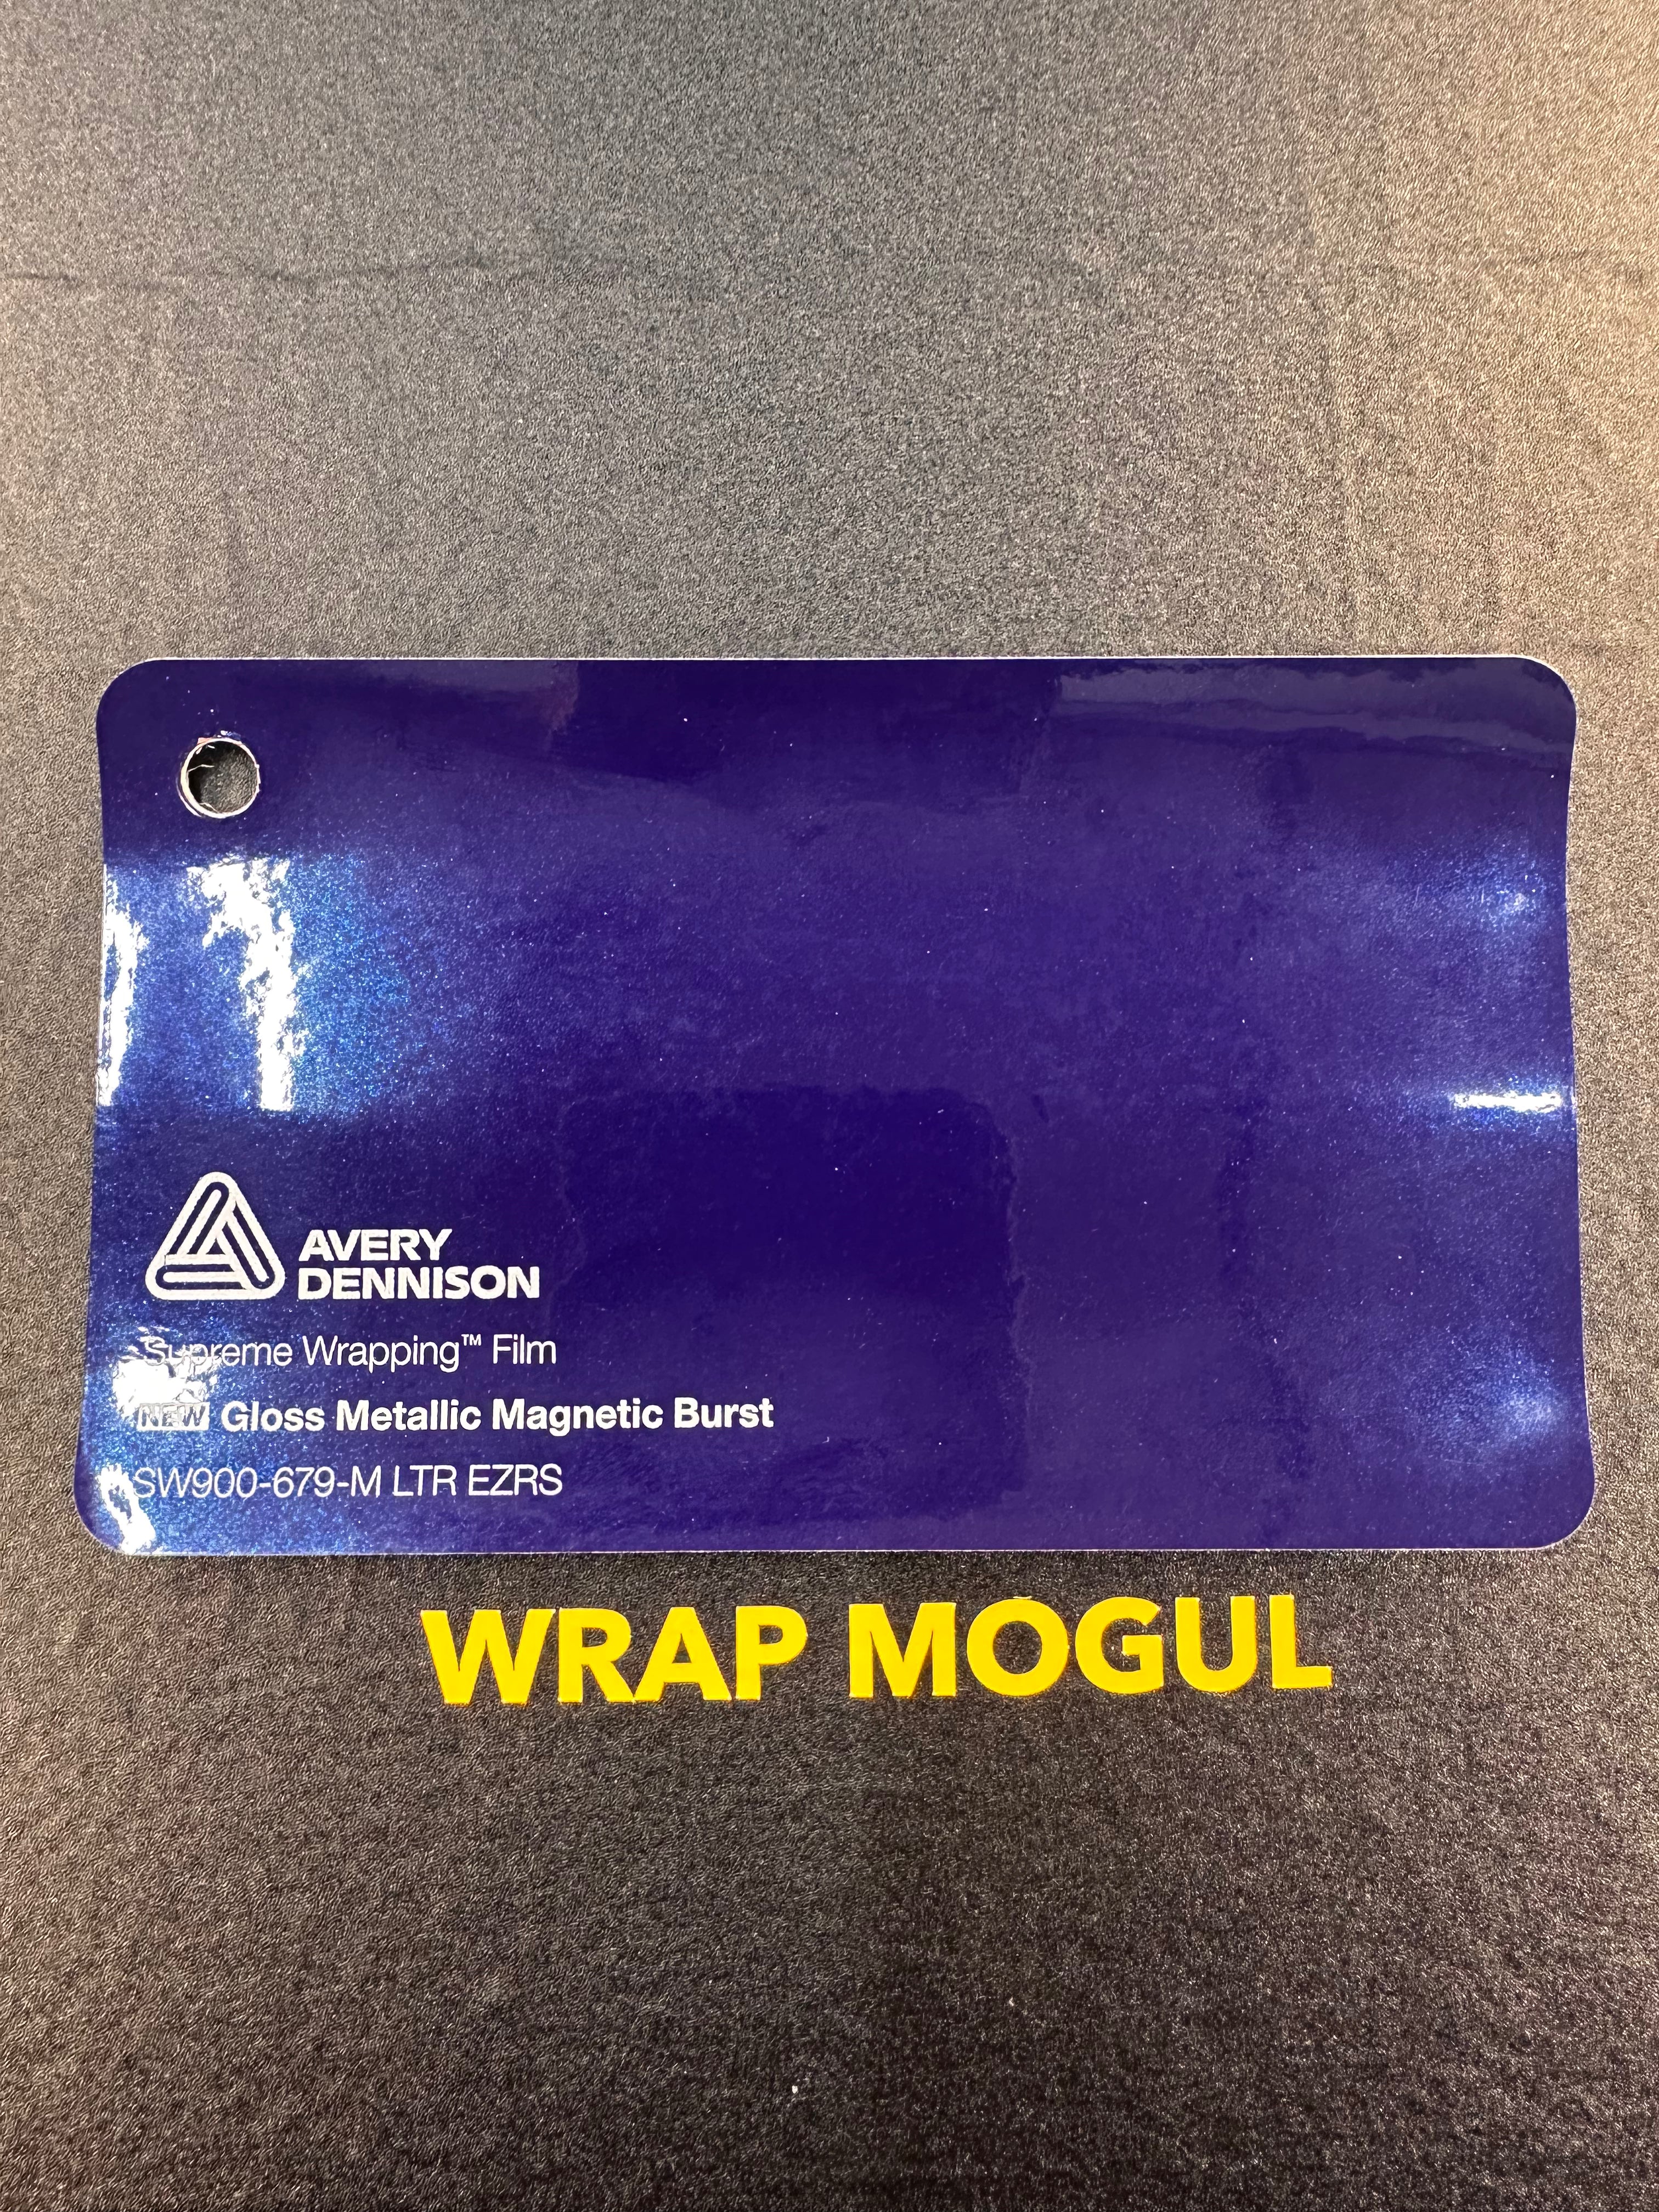 AVERY
DENNISON
Supreme Wrapping™ Film
NEW Gloss Metallic Magnetic Burst
SW900-679-M LTR EZRS
WRAP MOGUL